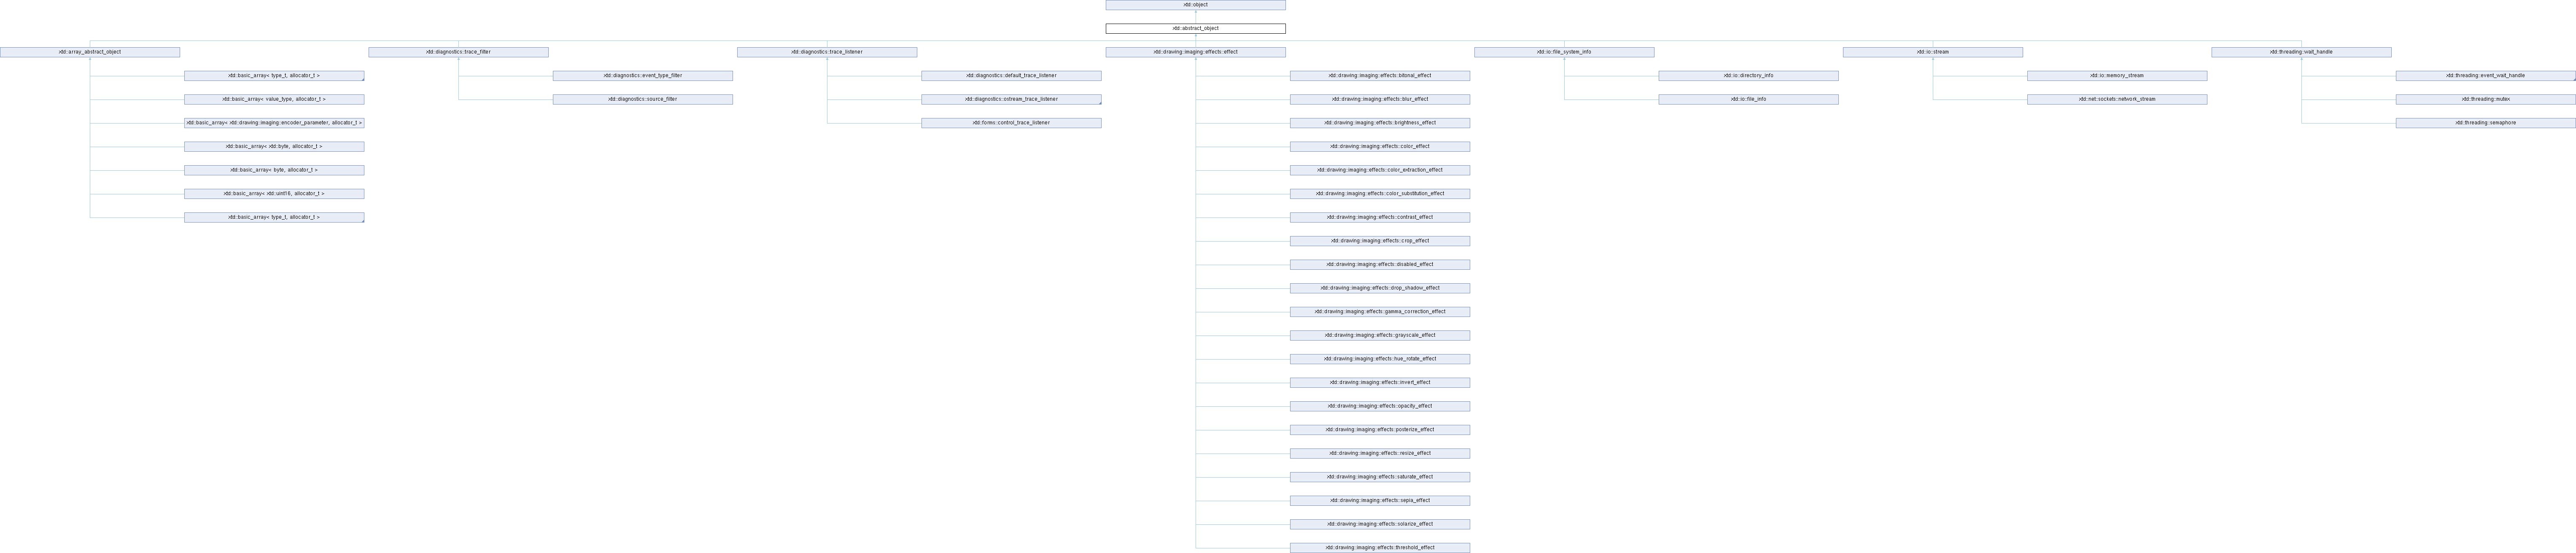 xtd::object
xtd::abstract_object
xtd::array_abstract_object
xtd::diagnostics::trace_filter
xtd::diagnostics::trace_listener
xtd::drawing::imaging::effects::effect
xtd::io::file_system_info
xtd::io::stream
xtd::threading::wait_handle
xtd::basic_array< type_t, allocator_t >
xtd::basic_array< value_type, allocator_t >
xtd::basic_array< xtd::drawing::imaging::encoder_parameter, allocator_t >
xtd::basic_array< xtd::byte, allocator_t >
xtd::basic_array< byte, allocator_t >
xtd::basic_array< xtd::uint16, allocator_t >
xtd::basic_array< type_t, allocator_t >
xtd::diagnostics::event_type_filter
xtd::diagnostics::source_filter
xtd::diagnostics::default_trace_listener
xtd::diagnostics::ostream_trace_listener
xtd::forms::control_trace_listener
xtd::drawing::imaging::effects::bitonal_effect
xtd::drawing::imaging::effects::blur_effect
xtd::drawing::imaging::effects::brightness_effect
xtd::drawing::imaging::effects::color_effect
xtd::drawing::imaging::effects::color_extraction_effect
xtd::drawing::imaging::effects::color_substitution_effect
xtd::drawing::imaging::effects::contrast_effect
xtd::drawing::imaging::effects::crop_effect
xtd::drawing::imaging::effects::disabled_effect
xtd::drawing::imaging::effects::drop_shadow_effect
xtd::drawing::imaging::effects::gamma_correction_effect
xtd::drawing::imaging::effects::grayscale_effect
xtd::drawing::imaging::effects::hue_rotate_effect
xtd::drawing::imaging::effects::invert_effect
xtd::drawing::imaging::effects::opacity_effect
xtd::drawing::imaging::effects::posterize_effect
xtd::drawing::imaging::effects::resize_effect
xtd::drawing::imaging::effects::saturate_effect
xtd::drawing::imaging::effects::sepia_effect
xtd::drawing::imaging::effects::solarize_effect
xtd::drawing::imaging::effects::threshold_effect
xtd::io::directory_info
xtd::io::file_info
xtd::io::memory_stream
xtd::net::sockets::network_stream
xtd::threading::event_wait_handle
xtd::threading::mutex
xtd::threading::semaphore